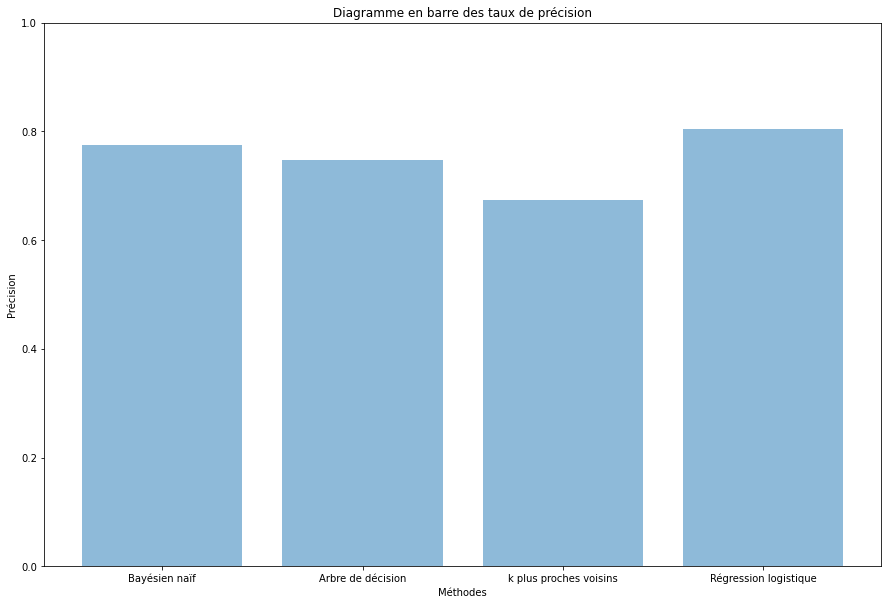 Diagramme en barre des taux de précision
1.0
0.8
0.6
0.4
0.2
0.0
Précision
Bayésien naïf
Arbre de décision
k plus proches voisins
Régression logistique
Méthodes